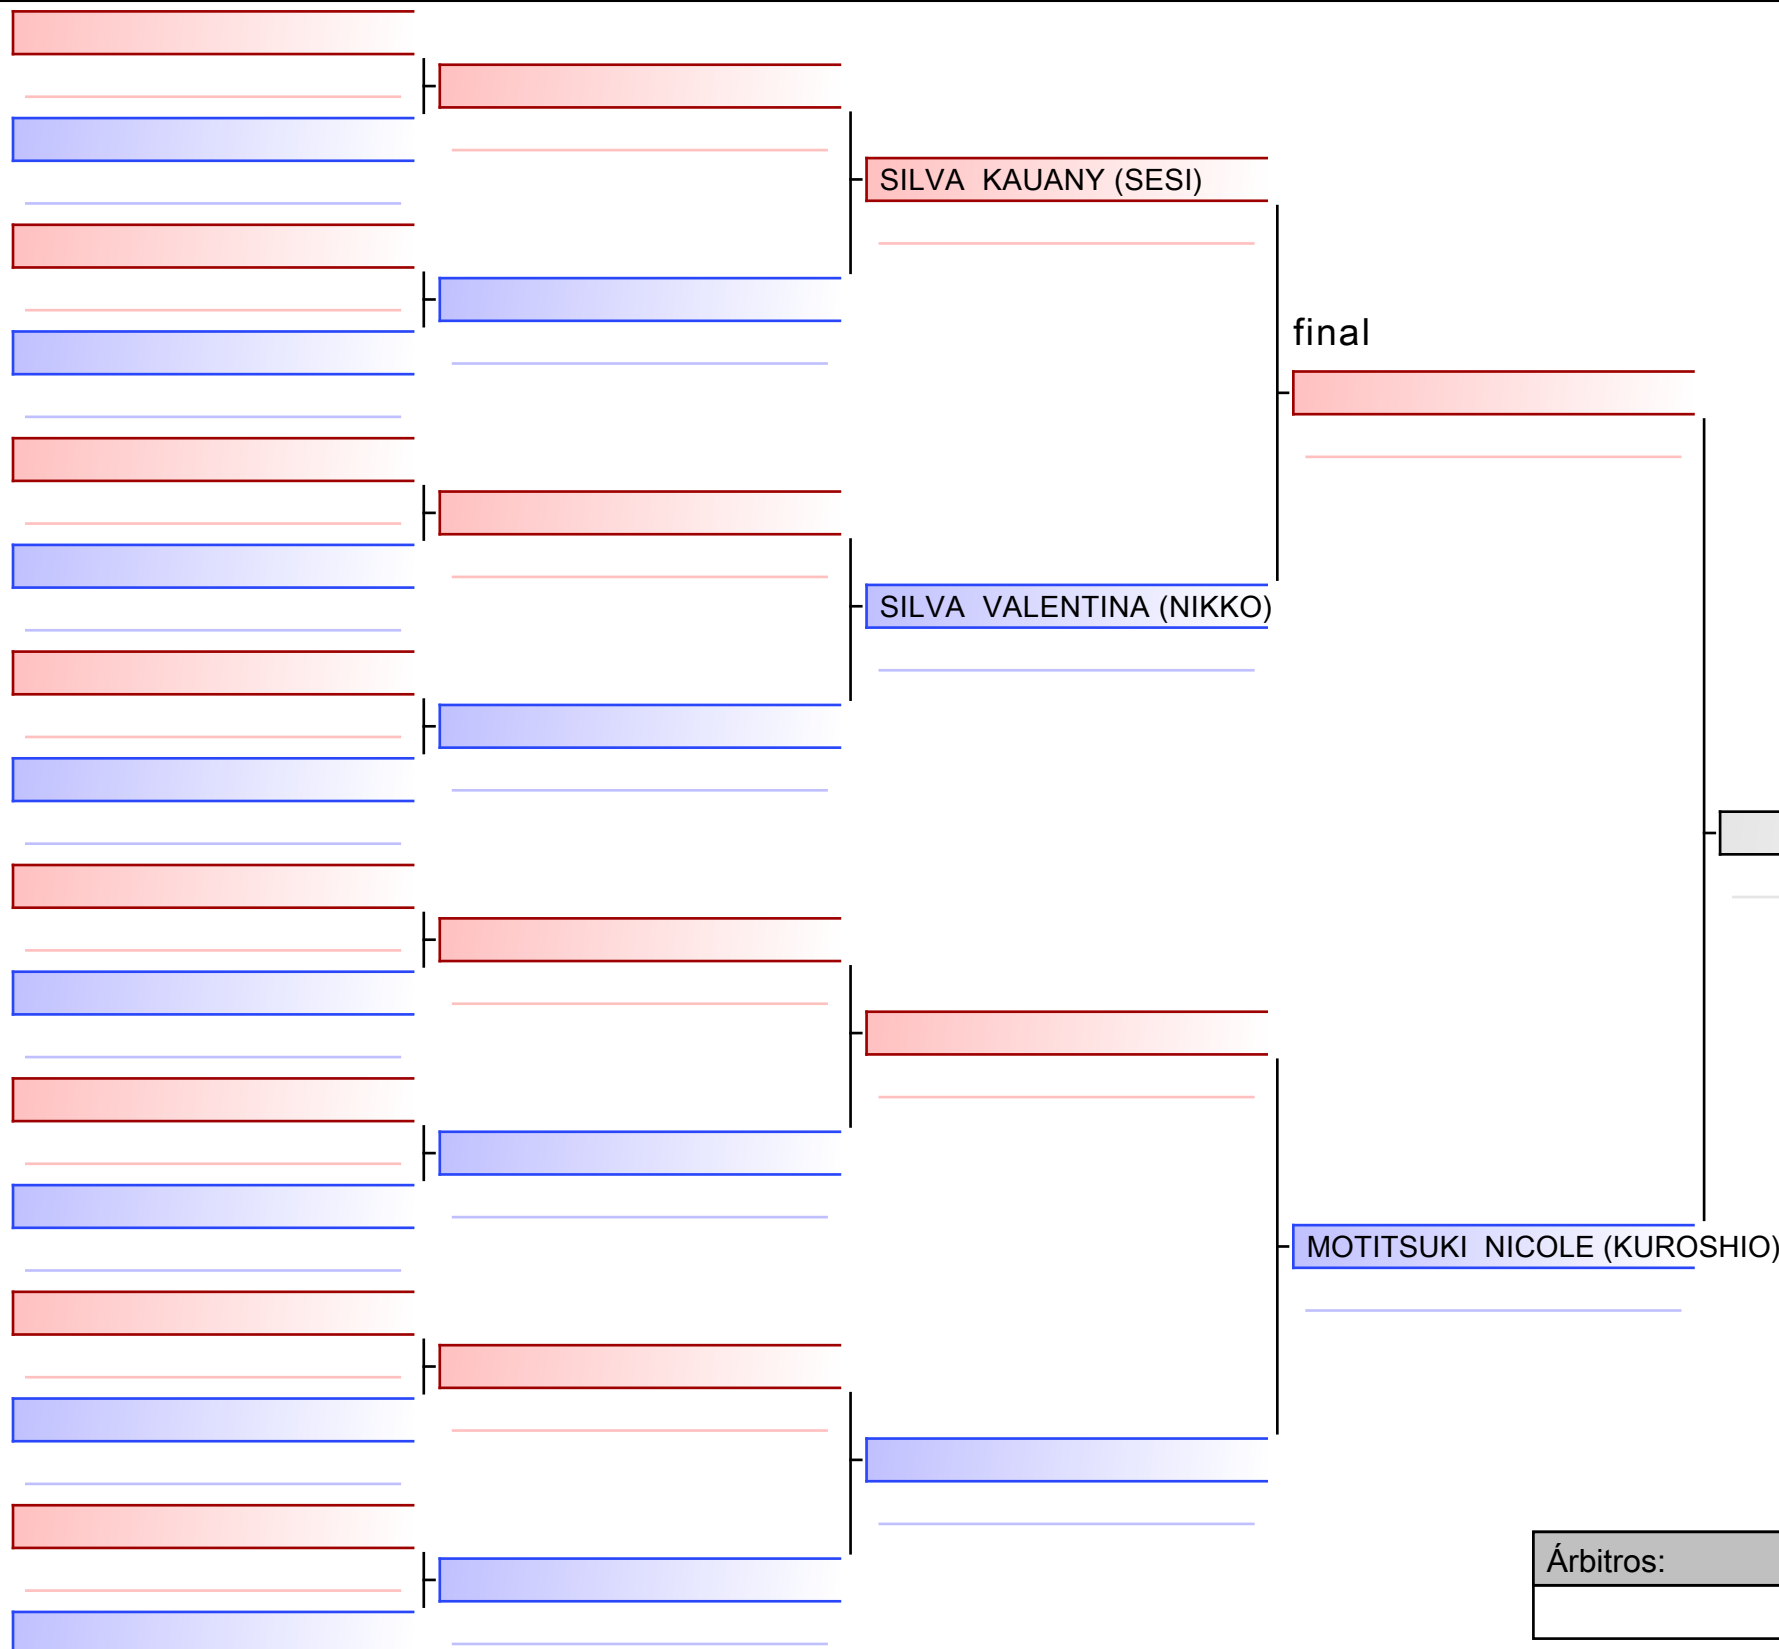 SILVA  KAUANY (SESI)
final
SILVA  VALENTINA (NIKKO)
MOTITSUKI  NICOLE (KUROSHIO)
Árbitros: